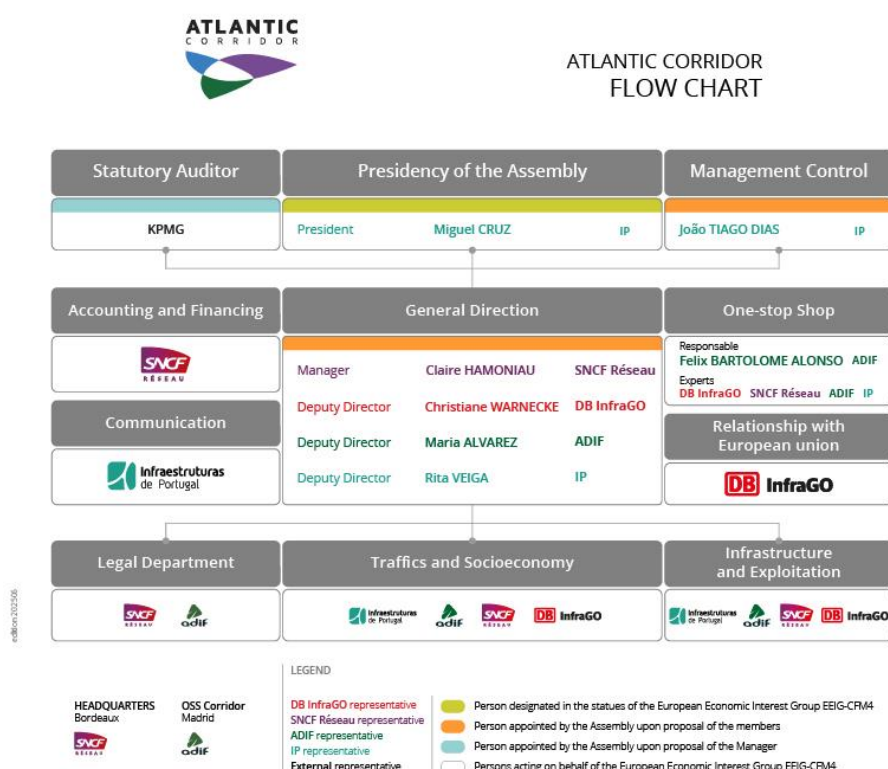 ATLANTIC
CORRIDOR
ATLANTIC CORRIDOR
FLOW CHART
Statutory Auditor
Presidency of the Assembly
Management Control
KPMG
President Miguel CRUZ IP
João TIAGO DIAS IP
Accounting and Financing
General Direction
One-stop Shop
SNCF
RÉSEAU
Manager Claire HAMONIAU SNCF Réseau
Deputy Director Christiane WARNECKE DB InfraGO
Deputy Director Maria ALVAREZ ADIF
Deputy Director Rita VEIGA IP
Responsable
Felix BARTOLOME ALONSO ADIF
Experts
DB InfraGO SNCF Réseau ADIF IP
Communication
Infraestruturas
de Portugal
Relationship with
European union
DB InfraGO
Legal Department
Traffics and Socioeconomy
Infrastructure
and Exploitation
SNCF
RÉSEAU
adif
Infraestruturas
de Portugal
adif
SNCF
RÉSEAU
DB InfraGO
Infraestruturas
de Portugal
adif
SNCF
RÉSEAU
DB InfraGO
edition 202506
LEGEND
HEADQUARTERS
Bordeaux
SNCF
RÉSEAU
OSS Corridor
Madrid
adif
DB InfraGO representative
SNCF Réseau representative
ADIF representative
IP representative
External representative
Person designated in the statues of the European Economic Interest Group EEIG-CFM4
Person appointed by the Assembly upon proposal of the members
Person appointed by the Assembly upon proposal of the Manager
Persons acting on behalf of the European Economic Interest Group EEIG-CFM4